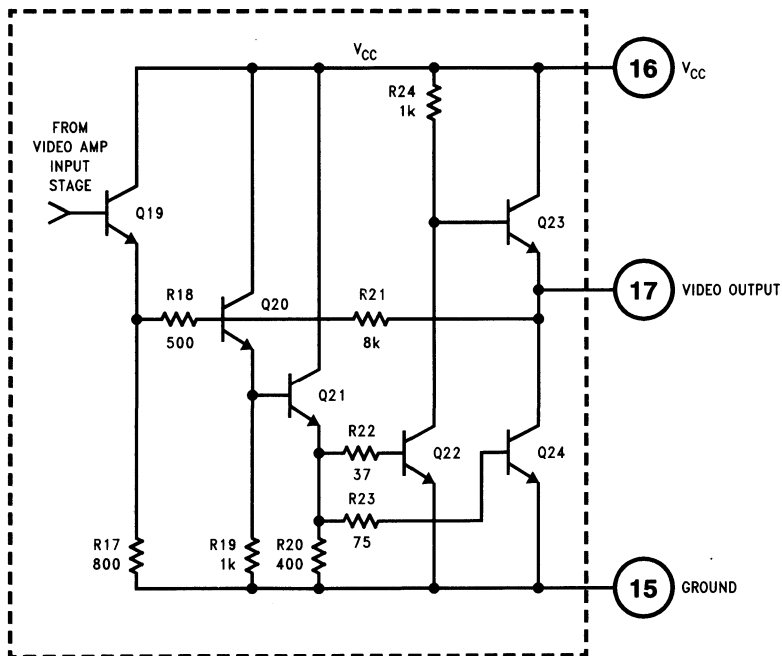 V_CC
16
V_CC
R24
1k
FROM
VIDEO AMP
INPUT
STAGE
Q19
Q23
R18
500
Q20
R21
8k
17
VIDEO OUTPUT
Q21
R22
37
Q22
Q24
R23
75
R17
800
R19
1k
R20
400
15
GROUND